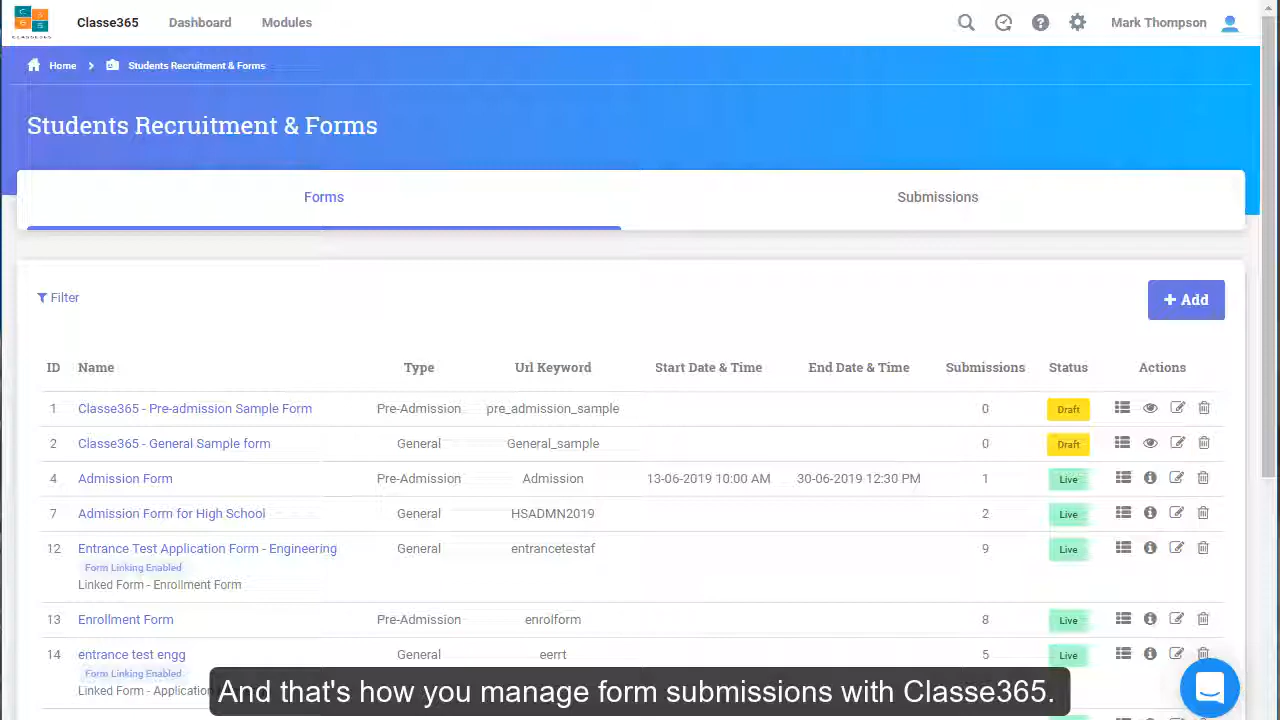 Classe365 Dashboard Modules Mark Thompson
CLASSE365
Home Students Recruitment & Forms
Students Recruitment & Forms
Forms Submissions
Filter
+ Add
ID Name Type Url Keyword Start Date & Time End Date & Time Submissions Status Actions
1 Classe365 - Pre-admission Sample Form Pre-Admission pre_admission_sample 0 Draft
2 Classe365 - General Sample form General General_sample 0 Draft
4 Admission Form Pre-Admission Admission 13-06-2019 10:00 AM 30-06-2019 12:30 PM 1 Live
7 Admission Form for High School General HSADMN2019 2 Live
12 Entrance Test Application Form - Engineering General entrancetestaf 9 Live
Form Linking Enabled
Linked Form - Enrollment Form
13 Enrollment Form Pre-Admission enrolform 8 Live
14 entrance test engg General eerrt 5 Live
Form Linking Enabled
Linked Form - Application
And that's how you manage form submissions with Classe365.